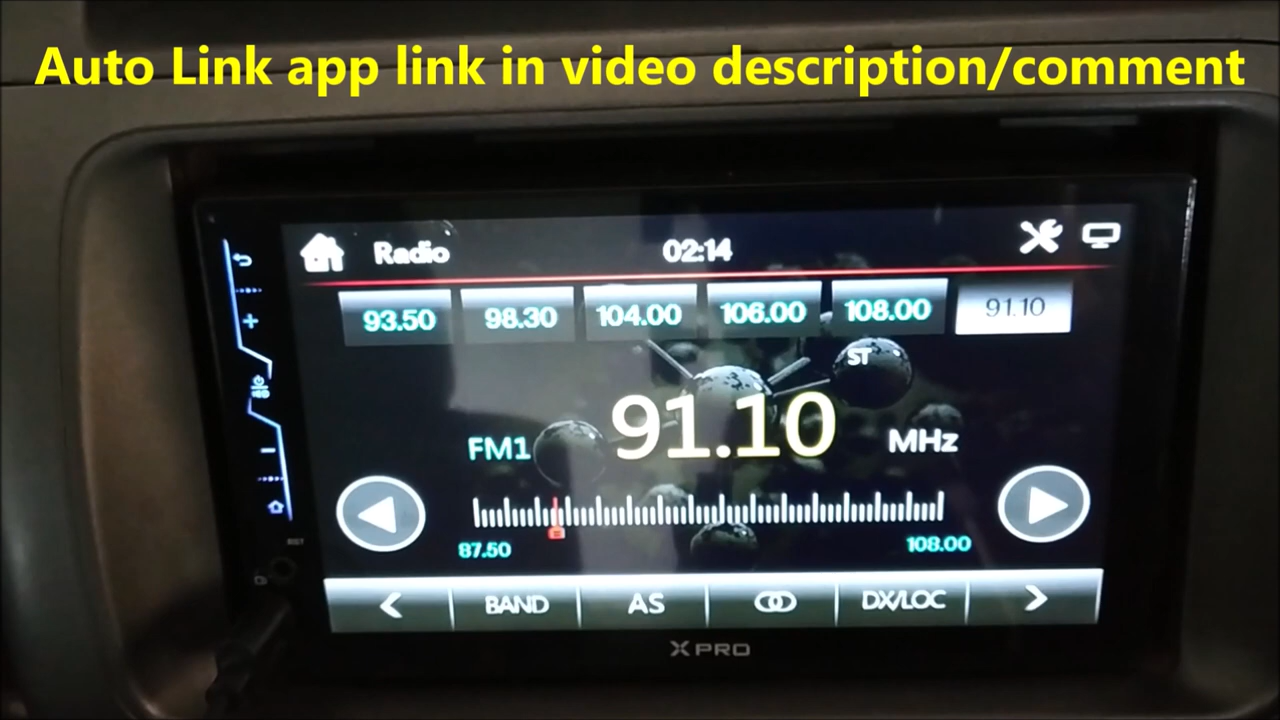 Auto Link app link in video description/comment
Radio 02:14
93.50 98.30 104.00 106.00 108.00 91.10
ST
FM1 91.10 MHz
87.50 108.00
RST
< BAND AS DX/LOC >
XPRO